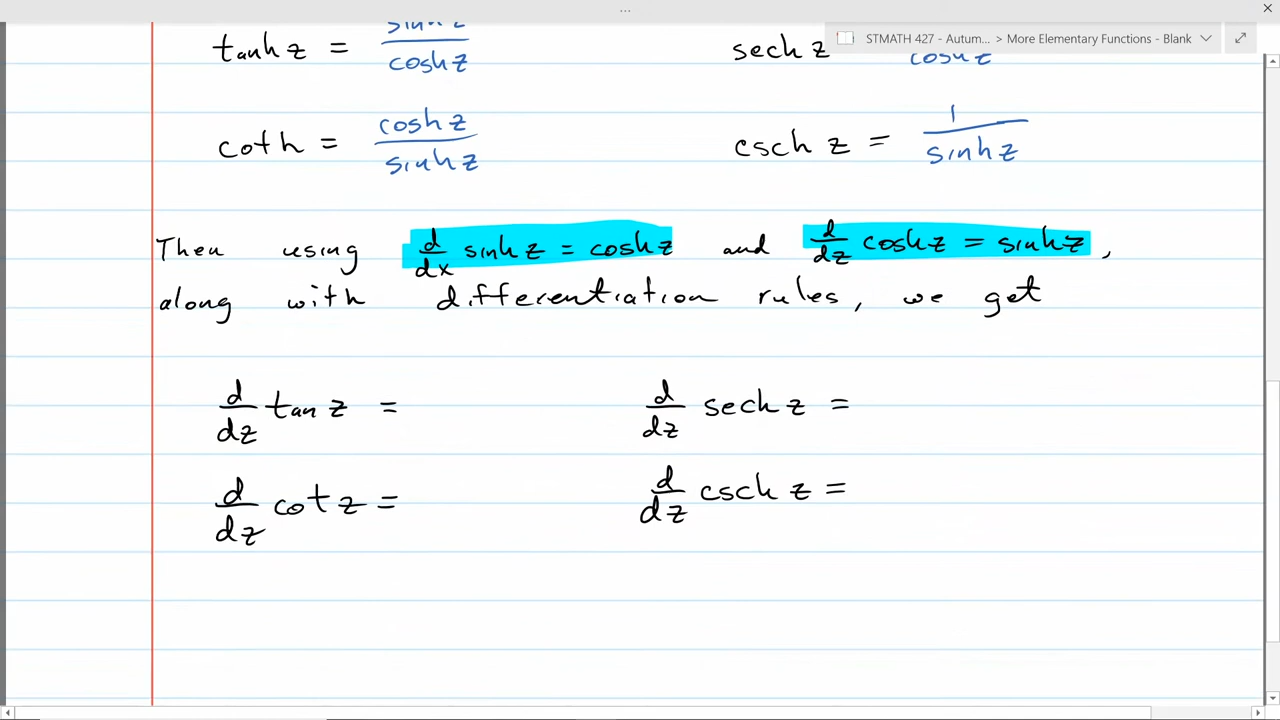 ...
STMATH 427 - Autum... > More Elementary Functions - Blank
tanh z = sinh z / cosh z    sech z    cosh z
coth = cosh z / sinh z    csch z = 1 / sinh z
Then using d/dx sinh z = cosh z and d/dz cosh z = sinh z,
along with differentiation rules, we get
d/dz tan z =    d/dz sech z =
d/dz cot z =    d/dz csch z =